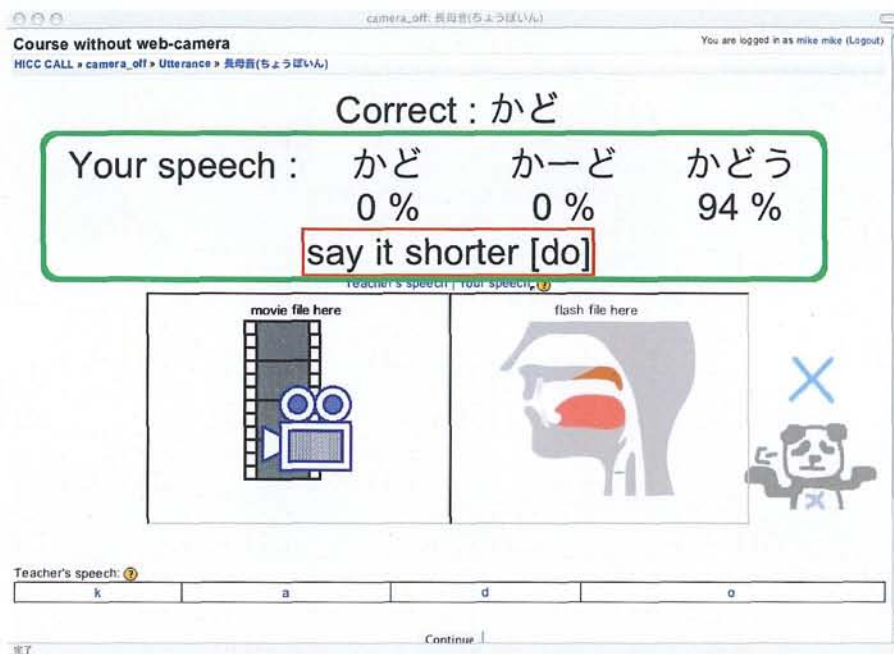 camera_off: 長母音(ちょうぼいん)
Course without web-camera
You are logged in as mike mike (Logout)
HICC CALL » camera_off » Utterance » 長母音(ちょうぼいん)
Correct : かど
Your speech : かど かーど かどう
0 % 0 % 94 %
say it shorter [do]
Teacher's speech | Your speech
movie file here
flash file here
Teacher's speech:
k a d o
Continue
完了